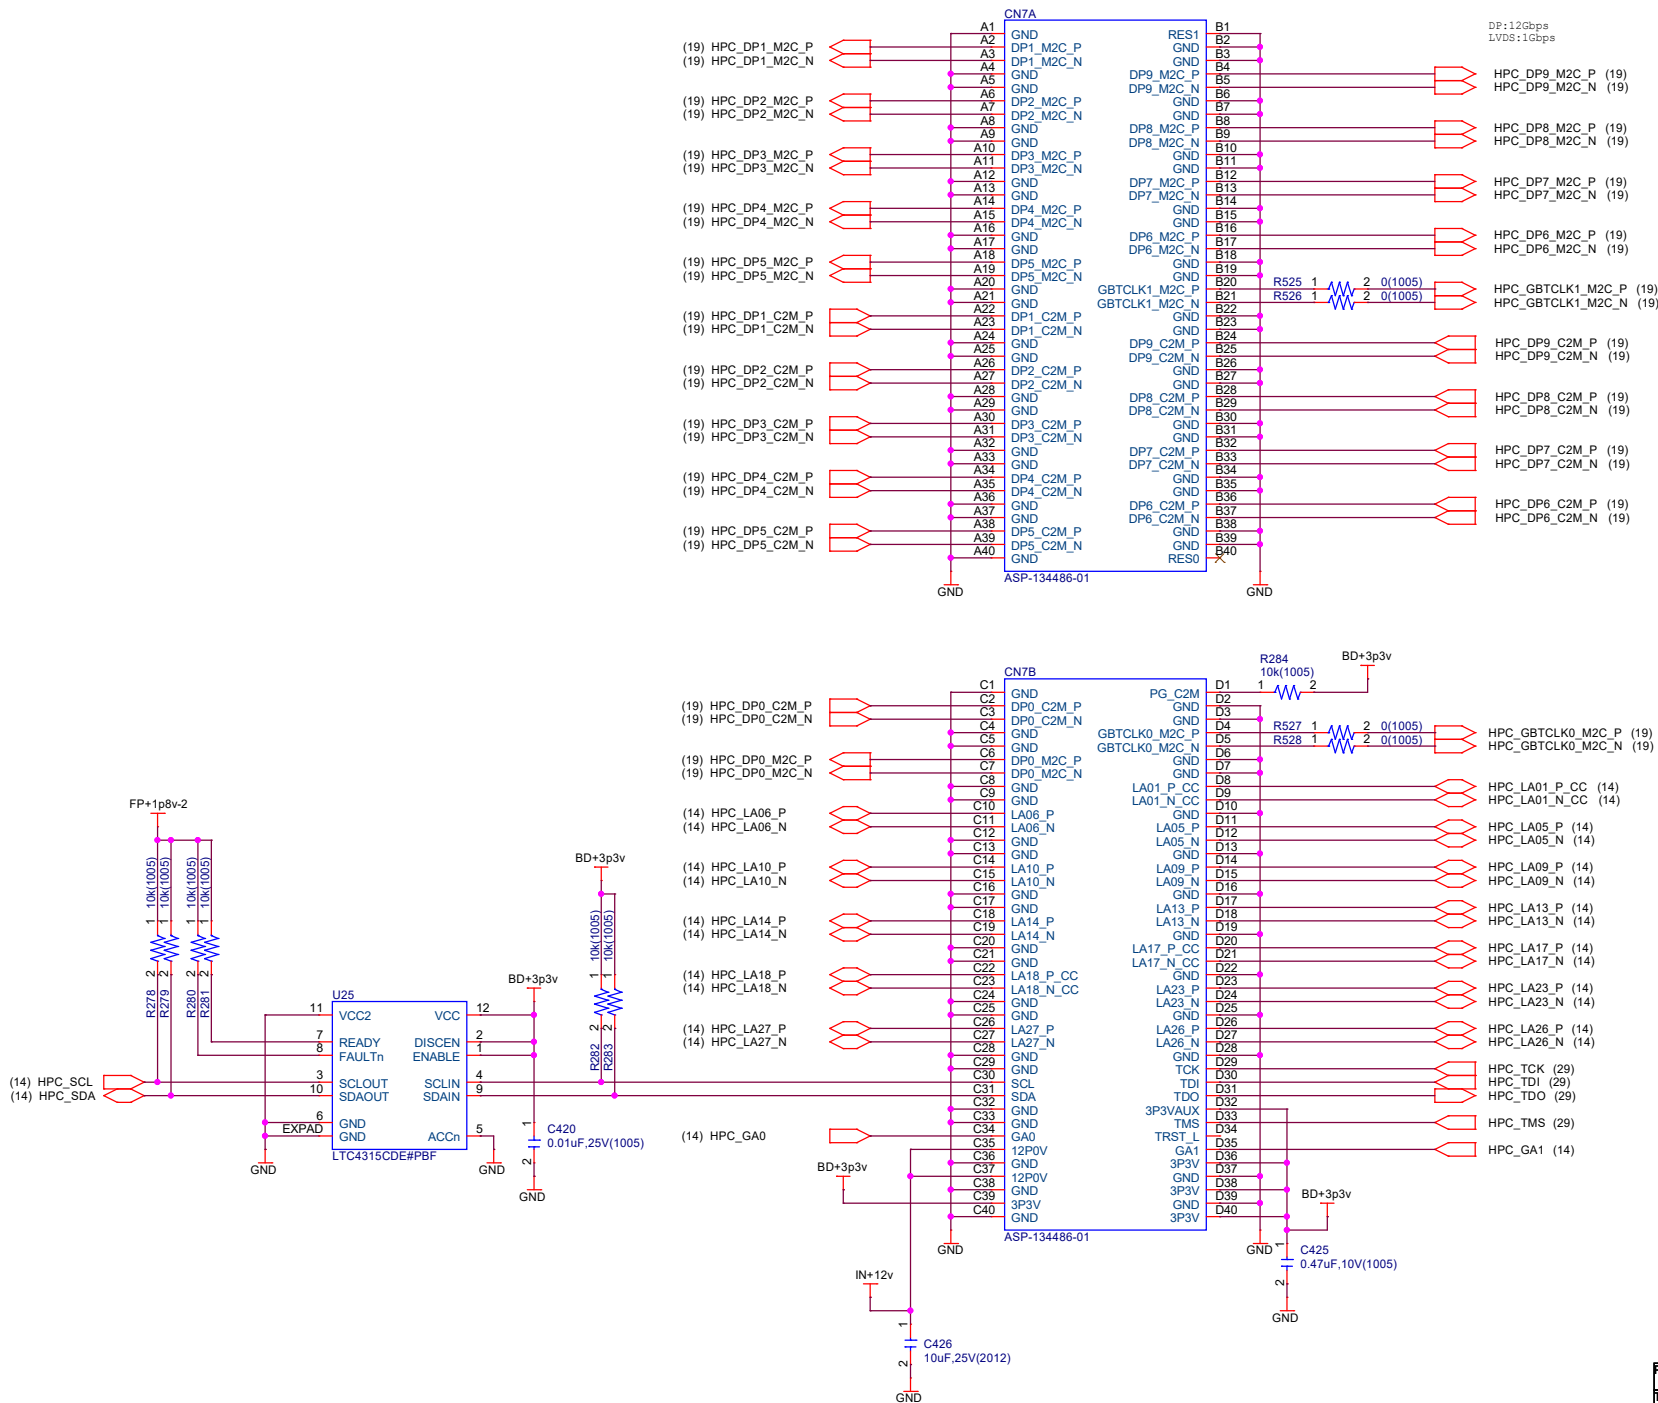 DP:12Gbps
LVDS:1Gbps
CN7A
A1 GND RES1 B1
A2 DP1_M2C_P GND B2
A3 DP1_M2C_N GND B3
A4 GND DP9_M2C_P B4
A5 GND DP9_M2C_N B5
A6 DP2_M2C_P GND B6
A7 DP2_M2C_N GND B7
A8 GND DP8_M2C_P B8
A9 GND DP8_M2C_N B9
A10 DP3_M2C_P GND B10
A11 DP3_M2C_N GND B11
A12 GND DP7_M2C_P B12
A13 GND DP7_M2C_N B13
A14 DP4_M2C_P GND B14
A15 DP4_M2C_N GND B15
A16 GND DP6_M2C_P B16
A17 GND DP6_M2C_N B17
A18 DP5_M2C_P GND B18
A19 DP5_M2C_N GND B19
A20 GND GBTCLK1_M2C_P B20
A21 GND GBTCLK1_M2C_N B21
A22 DP1_C2M_P GND B22
A23 DP1_C2M_N GND B23
A24 GND DP9_C2M_P B24
A25 GND DP9_C2M_N B25
A26 DP2_C2M_P GND B26
A27 DP2_C2M_N GND B27
A28 GND DP8_C2M_P B28
A29 GND DP8_C2M_N B29
A30 DP3_C2M_P GND B30
A31 DP3_C2M_N GND B31
A32 GND DP7_C2M_P B32
A33 GND DP7_C2M_N B33
A34 DP4_C2M_P GND B34
A35 DP4_C2M_N GND B35
A36 GND DP6_C2M_P B36
A37 GND DP6_C2M_N B37
A38 DP5_C2M_P GND B38
A39 DP5_C2M_N GND B39
A40 GND RES0 B40
ASP-134486-01
GND
GND
(19) HPC_DP1_M2C_P
(19) HPC_DP1_M2C_N
(19) HPC_DP2_M2C_P
(19) HPC_DP2_M2C_N
(19) HPC_DP3_M2C_P
(19) HPC_DP3_M2C_N
(19) HPC_DP4_M2C_P
(19) HPC_DP4_M2C_N
(19) HPC_DP5_M2C_P
(19) HPC_DP5_M2C_N
(19) HPC_DP1_C2M_P
(19) HPC_DP1_C2M_N
(19) HPC_DP2_C2M_P
(19) HPC_DP2_C2M_N
(19) HPC_DP3_C2M_P
(19) HPC_DP3_C2M_N
(19) HPC_DP4_C2M_P
(19) HPC_DP4_C2M_N
(19) HPC_DP5_C2M_P
(19) HPC_DP5_C2M_N
HPC_DP9_M2C_P (19)
HPC_DP9_M2C_N (19)
HPC_DP8_M2C_P (19)
HPC_DP8_M2C_N (19)
HPC_DP7_M2C_P (19)
HPC_DP7_M2C_N (19)
HPC_DP6_M2C_P (19)
HPC_DP6_M2C_N (19)
R525 1 2 0(1005) HPC_GBTCLK1_M2C_P (19)
R526 1 2 0(1005) HPC_GBTCLK1_M2C_N (19)
HPC_DP9_C2M_P (19)
HPC_DP9_C2M_N (19)
HPC_DP8_C2M_P (19)
HPC_DP8_C2M_N (19)
HPC_DP7_C2M_P (19)
HPC_DP7_C2M_N (19)
HPC_DP6_C2M_P (19)
HPC_DP6_C2M_N (19)
CN7B
C1 GND PG_C2M D1
C2 DP0_C2M_P GND D2
C3 DP0_C2M_N GND D3
C4 GND GBTCLK0_M2C_P D4
C5 GND GBTCLK0_M2C_N D5
C6 DP0_M2C_P GND D6
C7 DP0_M2C_N GND D7
C8 GND LA01_P_CC D8
C9 GND LA01_N_CC D9
C10 LA06_P GND D10
C11 LA06_N LA05_P D11
C12 GND LA05_N D12
C13 GND GND D13
C14 LA10_P LA09_P D14
C15 LA10_N LA09_N D15
C16 GND GND D16
C17 GND LA13_P D17
C18 LA14_P LA13_N D18
C19 LA14_N GND D19
C20 GND LA17_P_CC D20
C21 GND LA17_N_CC D21
C22 LA18_P_CC GND D22
C23 LA18_N_CC LA23_P D23
C24 GND LA23_N D24
C25 GND GND D25
C26 LA27_P LA26_P D26
C27 LA27_N LA26_N D27
C28 GND GND D28
C29 GND TCK D29
C30 SCL TDI D30
C31 SDA TDO D31
C32 GND 3P3VAUX D32
C33 GND TMS D33
C34 GA0 TRST_L D34
C35 12P0V GA1 D35
C36 GND 3P3V D36
C37 12P0V GND D37
C38 GND 3P3V D38
C39 3P3V GND D39
C40 GND 3P3V D40
ASP-134486-01
GND
GND
(19) HPC_DP0_C2M_P
(19) HPC_DP0_C2M_N
(19) HPC_DP0_M2C_P
(19) HPC_DP0_M2C_N
(14) HPC_LA06_P
(14) HPC_LA06_N
(14) HPC_LA10_P
(14) HPC_LA10_N
(14) HPC_LA14_P
(14) HPC_LA14_N
(14) HPC_LA18_P
(14) HPC_LA18_N
(14) HPC_LA27_P
(14) HPC_LA27_N
(14) HPC_GA0
BD+3p3v
IN+12v
1
2
C426
10uF,25V(2012)
GND
R284
10k(1005)
1 2
BD+3p3v
R527 1 2 0(1005) HPC_GBTCLK0_M2C_P (19)
R528 1 2 0(1005) HPC_GBTCLK0_M2C_N (19)
HPC_LA01_P_CC (14)
HPC_LA01_N_CC (14)
HPC_LA05_P (14)
HPC_LA05_N (14)
HPC_LA09_P (14)
HPC_LA09_N (14)
HPC_LA13_P (14)
HPC_LA13_N (14)
HPC_LA17_P (14)
HPC_LA17_N (14)
HPC_LA23_P (14)
HPC_LA23_N (14)
HPC_LA26_P (14)
HPC_LA26_N (14)
HPC_TCK (29)
HPC_TDI (29)
HPC_TDO (29)
HPC_TMS (29)
HPC_GA1 (14)
BD+3p3v
1
2
C425
0.47uF,10V(1005)
GND
FP+1p8v-2
R278 2 1 10k(1005)
R279 2 1 10k(1005)
R280 2 1 10k(1005)
R281 2 1 10k(1005)
BD+3p3v
R282 2 1 10k(1005)
R283 2 1 10k(1005)
BD+3p3v
U25
11 VCC2 VCC 12
7 READY DISCEN 2
8 FAULTn ENABLE 1
3 SCLOUT SCLIN 4
10 SDAOUT SDAIN 9
6 GND
EXPAD GND ACCn 5
LTC4315CDE#PBF
(14) HPC_SCL
(14) HPC_SDA
GND
GND
1
2
C420
0.01uF,25V(1005)
GND